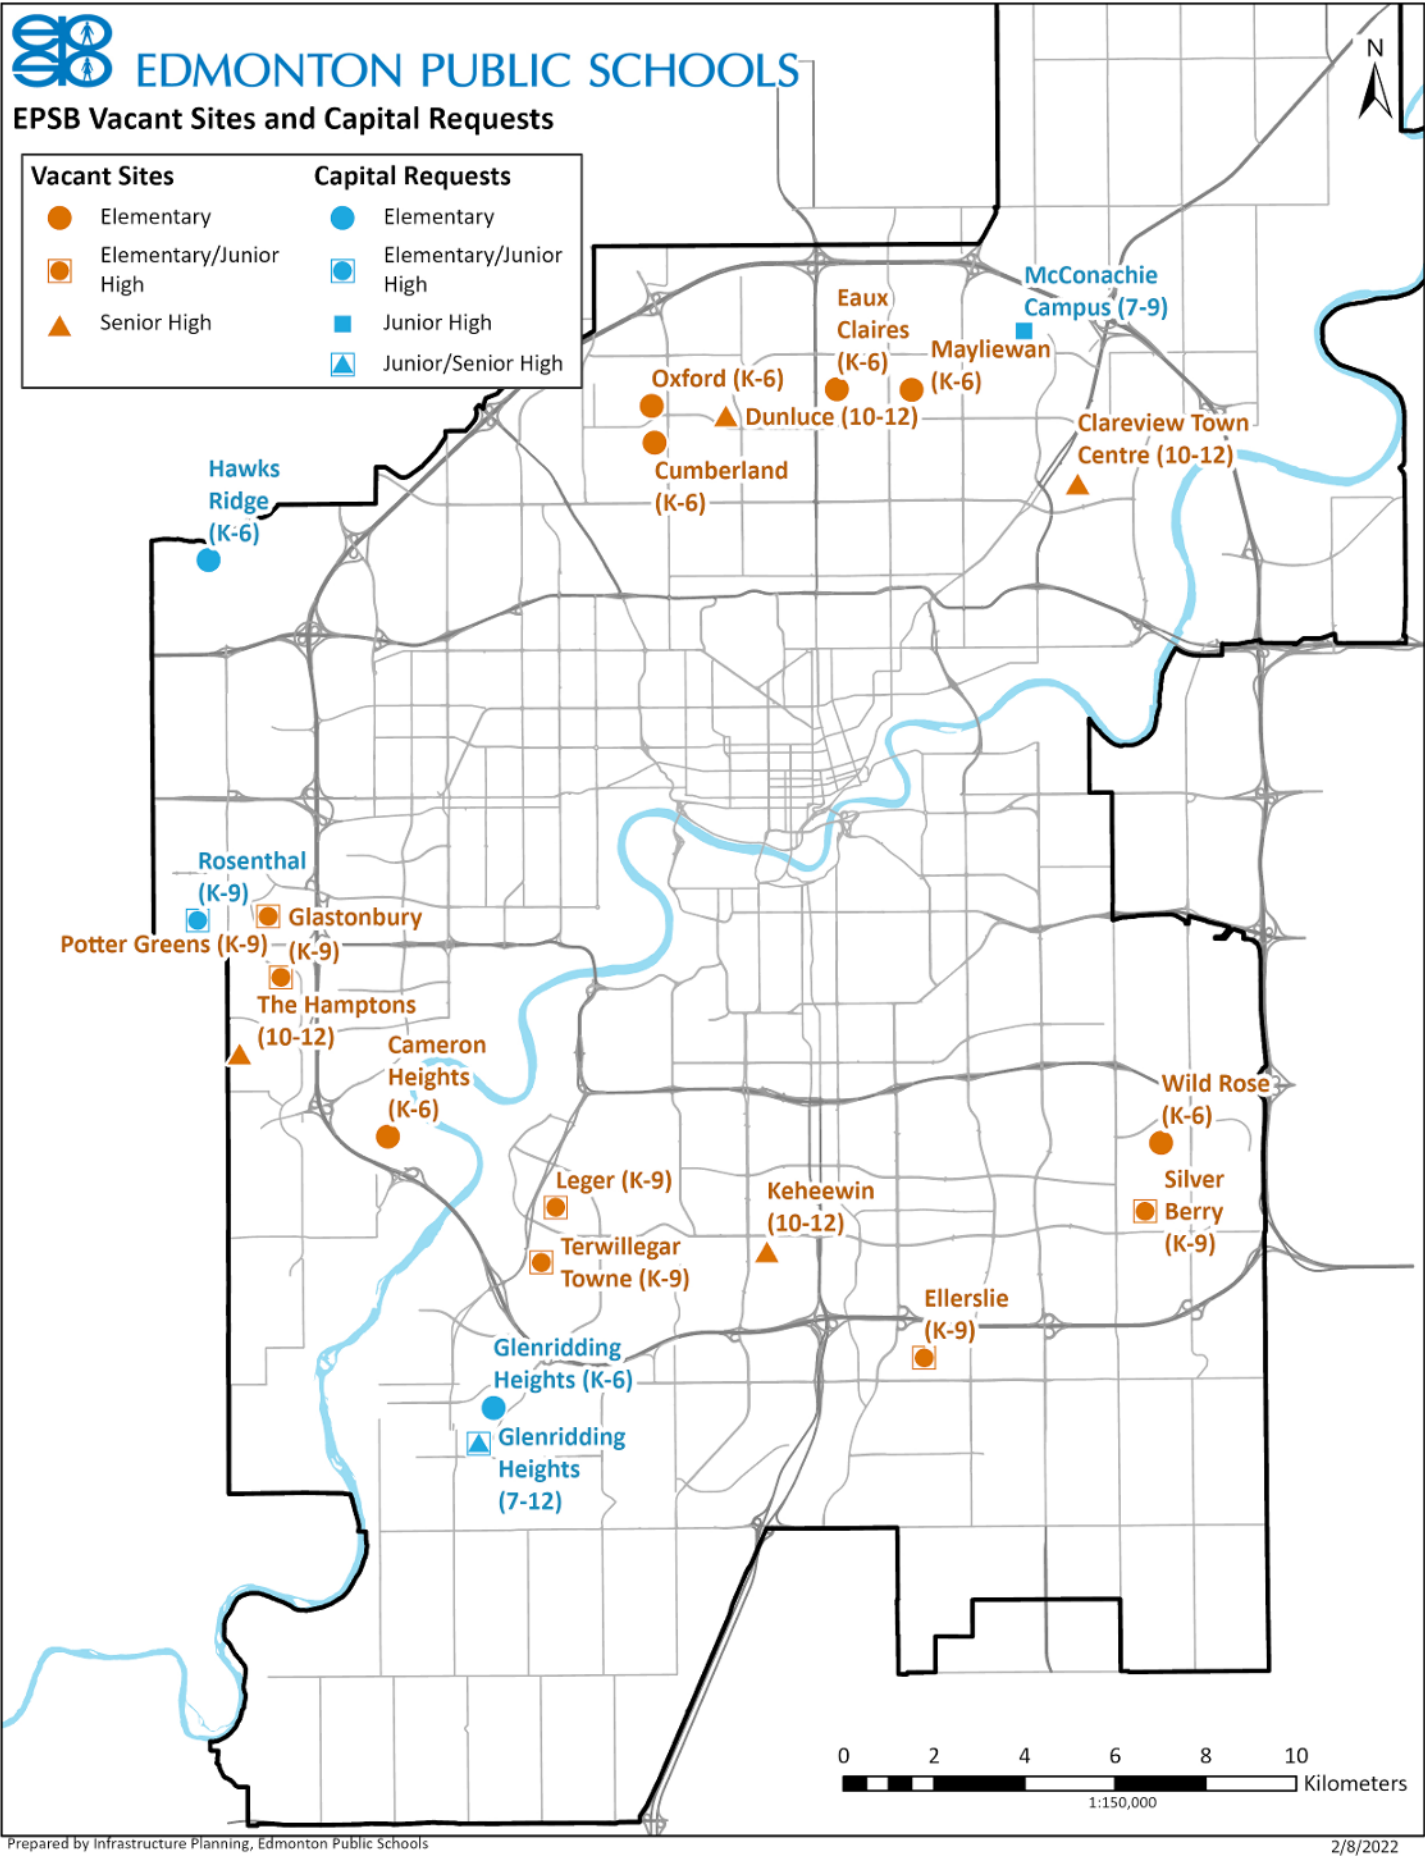 EDMONTON PUBLIC SCHOOLS
EPSB Vacant Sites and Capital Requests
N
Vacant Sites
Elementary
Elementary/Junior
High
Senior High
Capital Requests
Elementary
Elementary/Junior
High
Junior High
Junior/Senior High
McConachie
Campus (7-9)
Eaux
Claires
(K-6)
Mayliewan
(K-6)
Oxford (K-6)
Dunluce (10-12)
Clareview Town
Centre (10-12)
Cumberland
(K-6)
Hawks
Ridge
(K-6)
Rosenthal
(K-9)
Glastonbury
(K-9)
Potter Greens (K-9)
The Hamptons
(10-12)
Cameron
Heights
(K-6)
Wild Rose
(K-6)
Leger (K-9)
Keheewin
(10-12)
Silver
Berry
(K-9)
Terwillegar
Towne (K-9)
Ellerslie
(K-9)
Glenridding
Heights (K-6)
Glenridding
Heights
(7-12)
0 2 4 6 8 10
Kilometers
1:150,000
Prepared by Infrastructure Planning, Edmonton Public Schools
2/8/2022